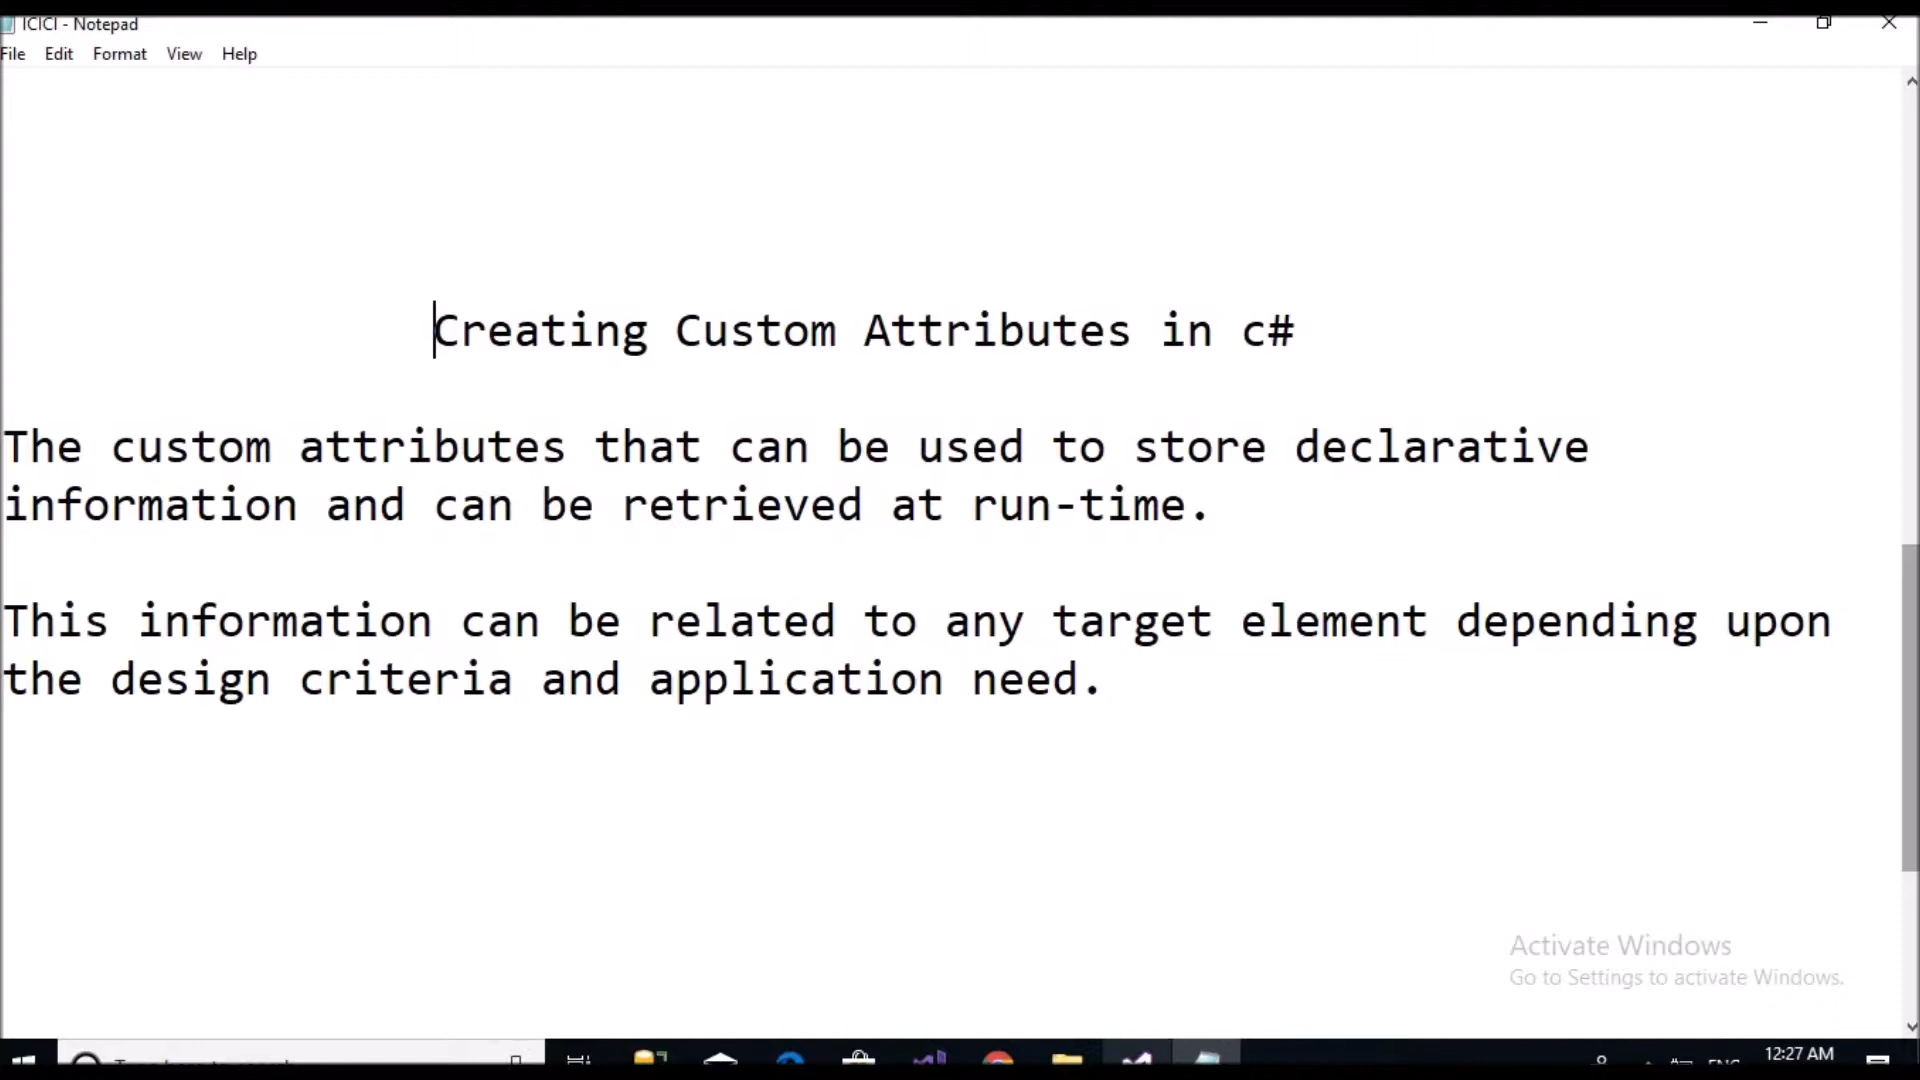 ICICI - Notepad
File Edit Format View Help
Creating Custom Attributes in c#
The custom attributes that can be used to store declarative
information and can be retrieved at run-time.
This information can be related to any target element depending upon
the design criteria and application need.
Activate Windows
Go to Settings to activate Windows.
12:27 AM